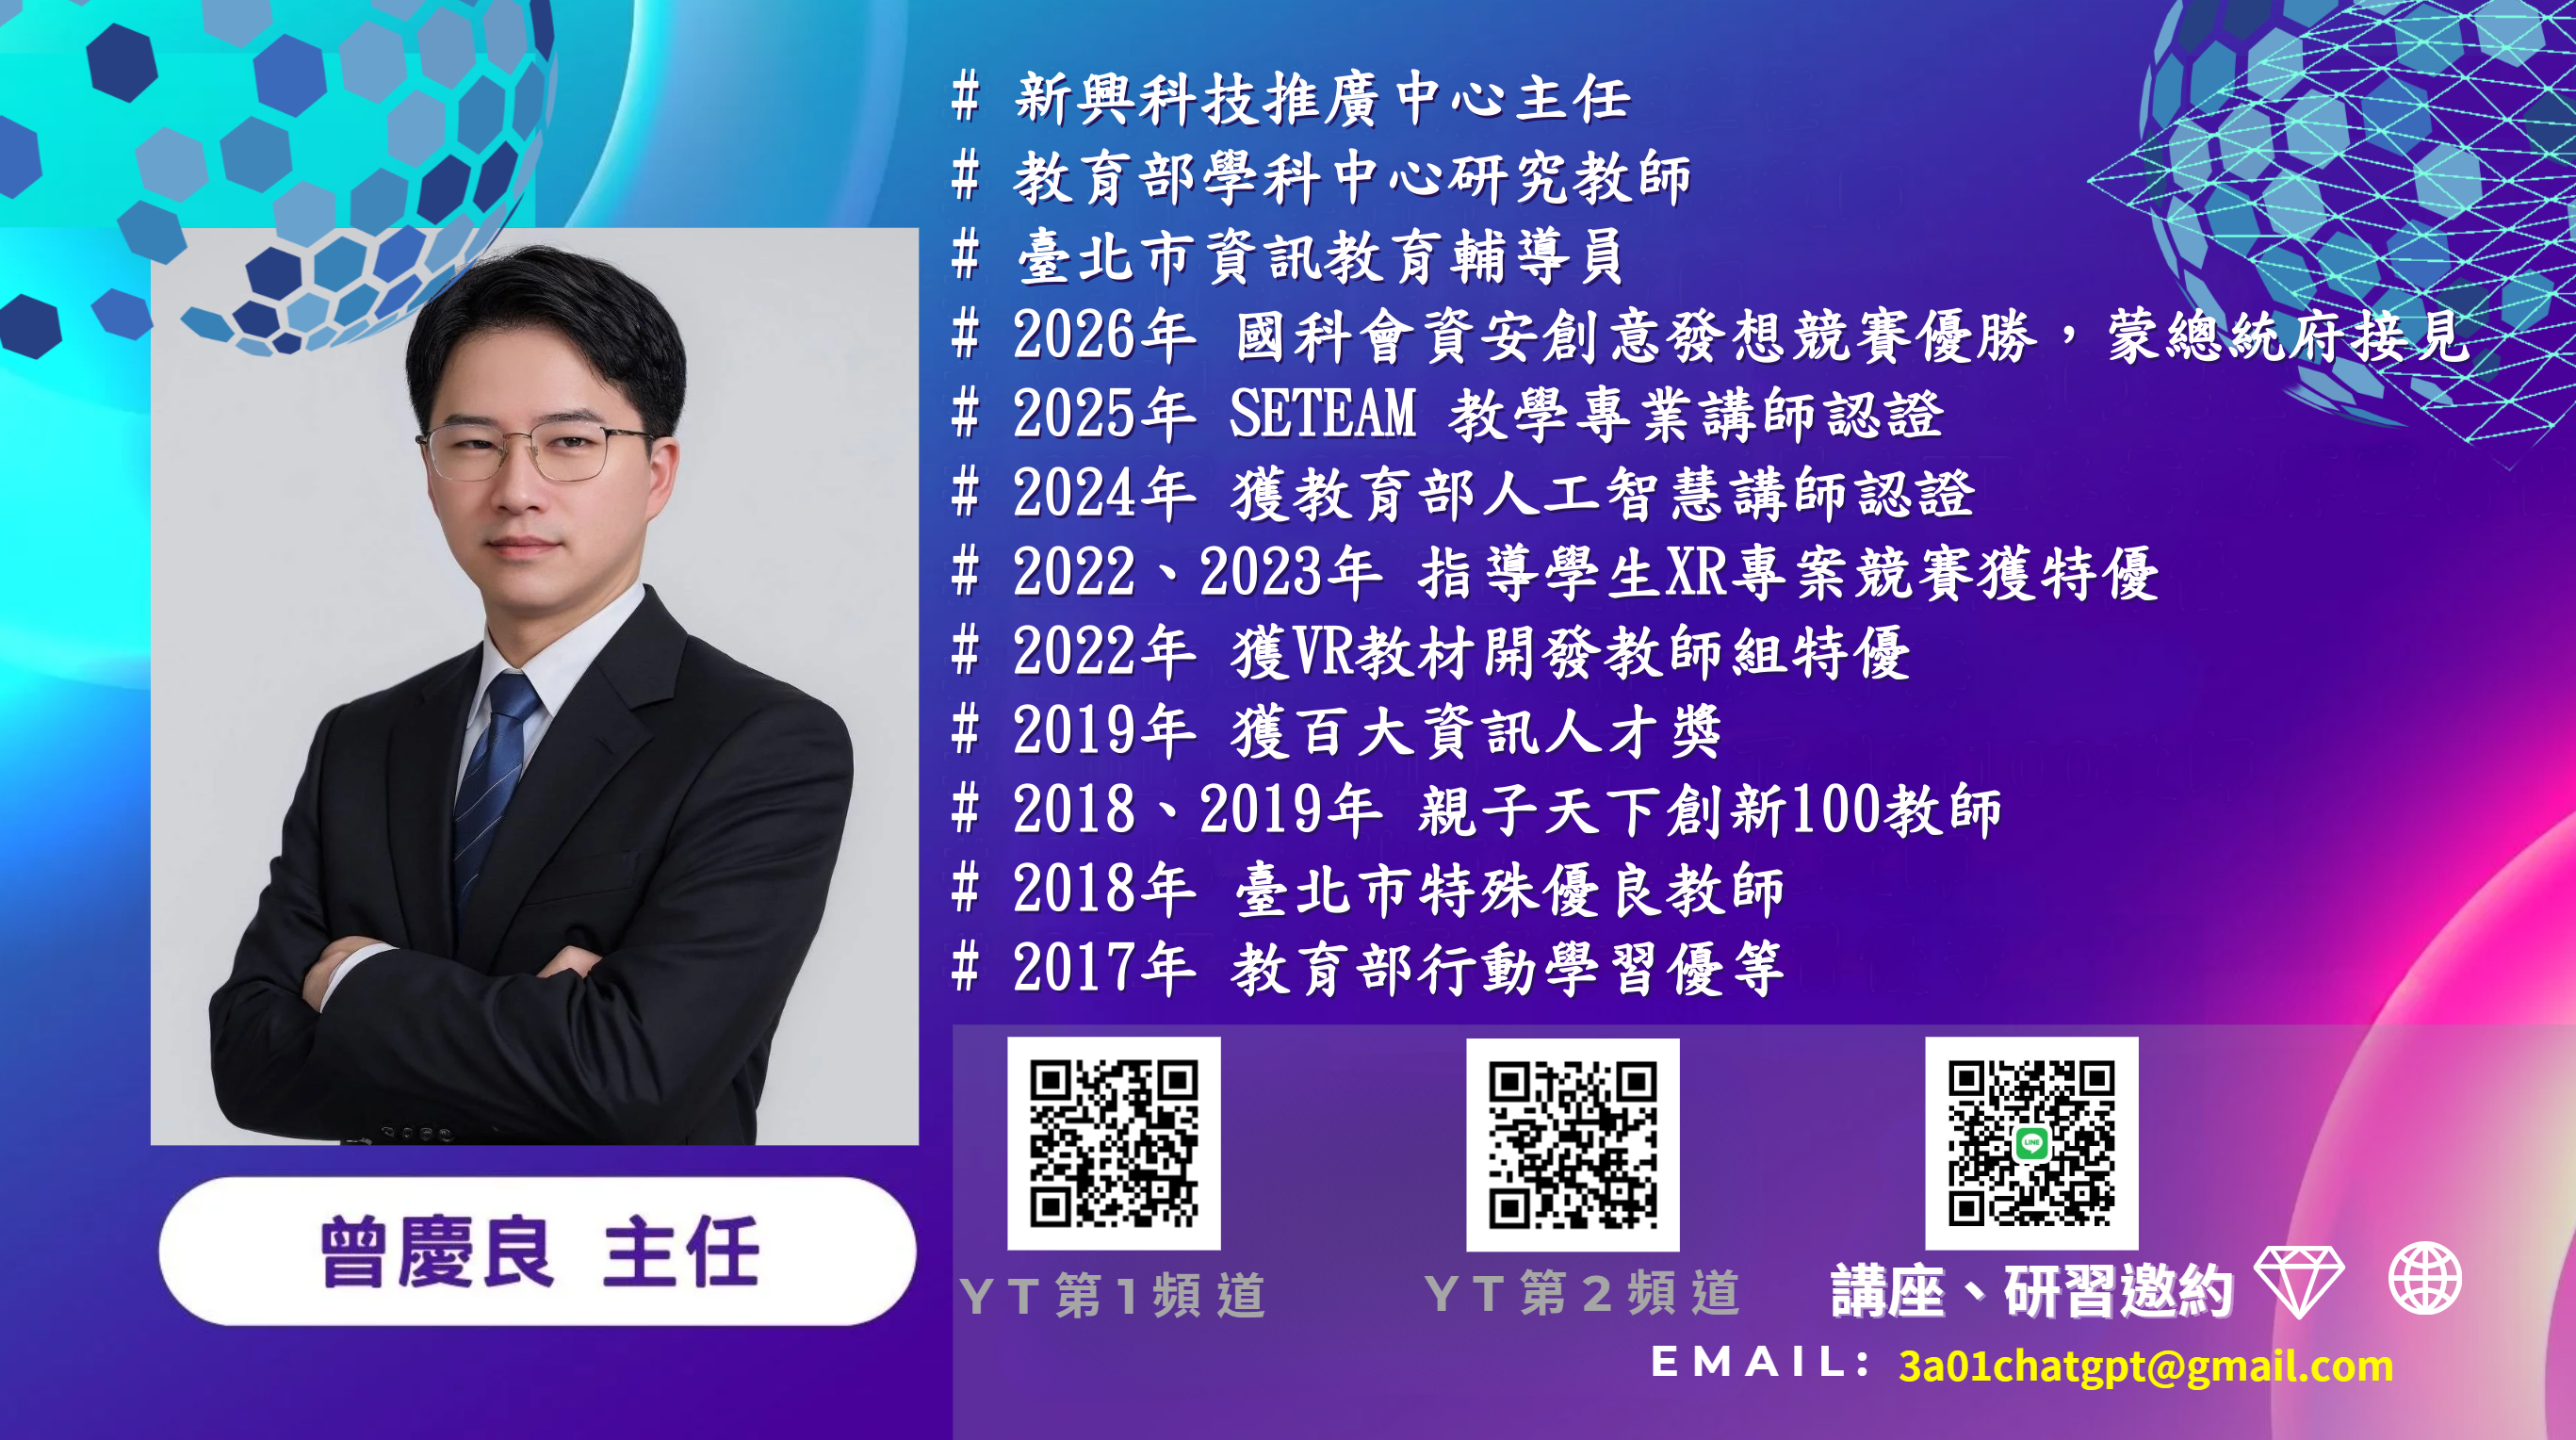 # 新興科技推廣中心主任
# 教育部學科中心研究教師
# 臺北市資訊教育輔導員
# 2026年 國科會資安創意發想競賽優勝，蒙總統府接見
# 2025年 SETEAM 教學專業講師認證
# 2024年 獲教育部人工智慧講師認證
# 2022、2023年 指導學生XR專案競賽獲特優
# 2022年 獲VR教材開發教師組特優
# 2019年 獲百大資訊人才獎
# 2018、2019年 親子天下創新100教師
# 2018年 臺北市特殊優良教師
# 2017年 教育部行動學習優等
曾慶良 主任
LINE
YT第1頻道
YT第2頻道
講座、研習邀約
EMAIL: 3a01chatgpt@gmail.com